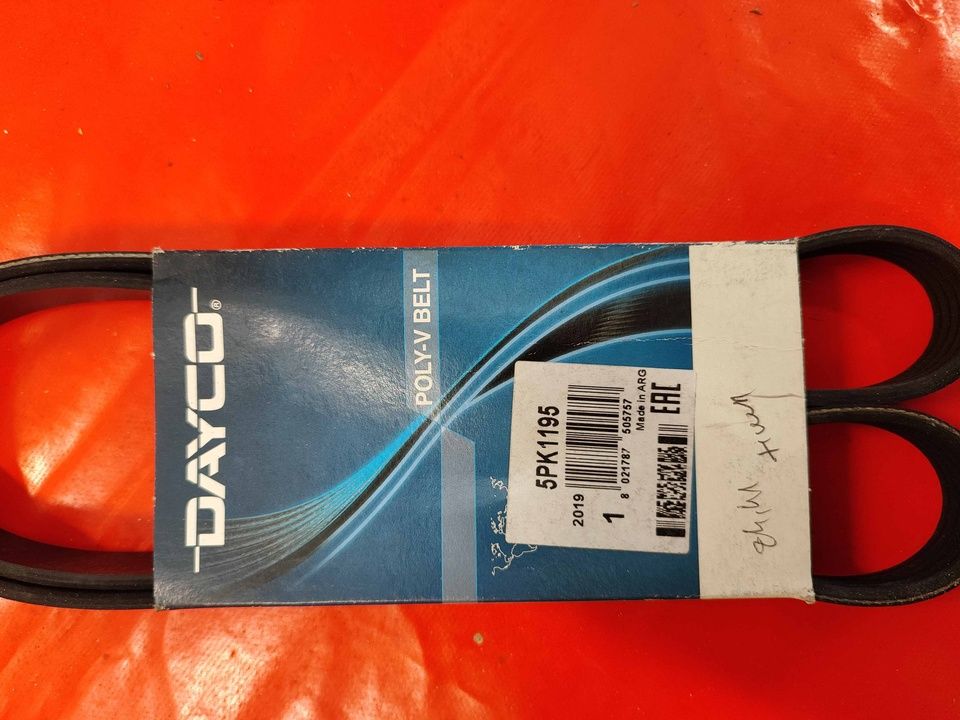 DAYCO®
POLY-V BELT
5PK1195
2019
1
8 021787 505757
Made in ARG
EAC